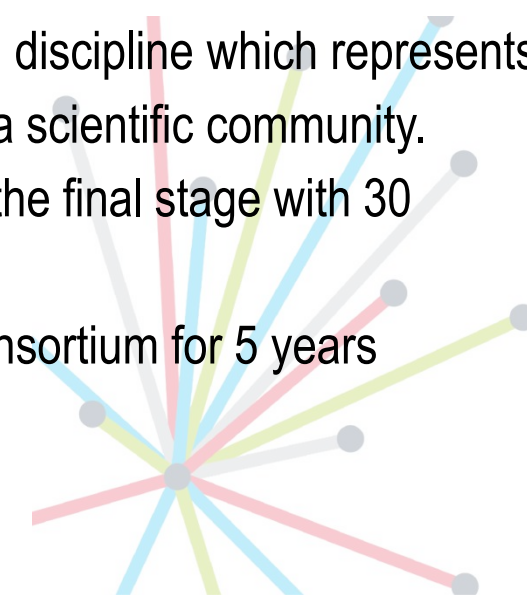 discipline which represents
a scientific community.
the final stage with 30
nsortium for 5 years